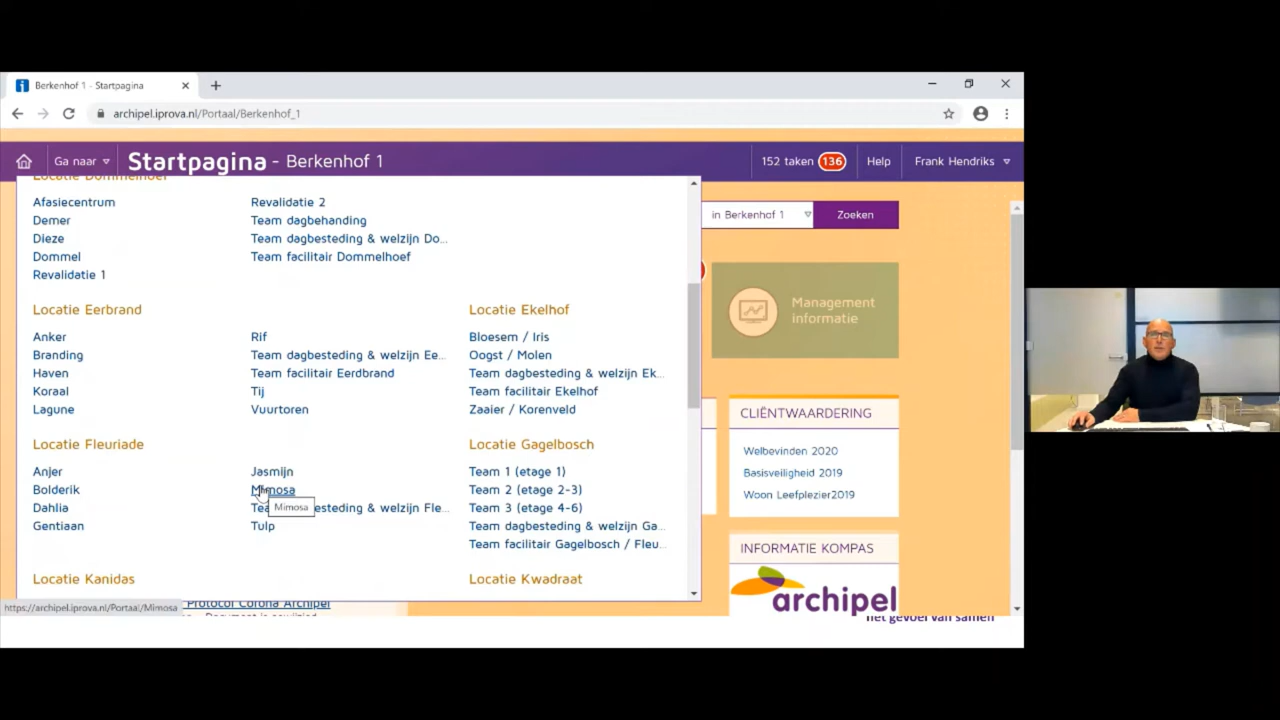 Berkenhof 1 - Startpagina
archipel.iprova.nl/Portaal/Berkenhof_1
Ga naar
Startpagina - Berkenhof 1
152 taken 136
Help
Frank Hendriks
Afasiecentrum
Demer
Dieze
Dommel
Revalidatie 1
Revalidatie 2
Team dagbehanding
Team dagbesteding & welzijn Do...
Team facilitair Dommelhoef
in Berkenhof 1
Zoeken
Management
informatie
Locatie Eerbrand
Anker
Branding
Haven
Koraal
Lagune
Rif
Team dagbesteding & welzijn Ee...
Team facilitair Eerdbrand
Tij
Vuurtoren
Locatie Ekelhof
Bloesem / Iris
Oogst / Molen
Team dagbesteding & welzijn Ek...
Team facilitair Ekelhof
Zaaier / Korenveld
Locatie Fleuriade
Anjer
Bolderik
Dahlia
Gentiaan
Jasmijn
Mimosa
Mimosa
besteding & welzijn Fle...
Tulp
Locatie Gagelbosch
Team 1 (etage 1)
Team 2 (etage 2-3)
Team 3 (etage 4-6)
Team dagbesteding & welzijn Ga...
Team facilitair Gagelbosch / Fleu...
Locatie Kanidas
Locatie Kwadraat
CLIËNTWAARDERING
Welbevinden 2020
Basisveiligheid 2019
Woon Leefplezier2019
INFORMATIE KOMPAS
archipel
het gevoel van samen
https://archipel.iprova.nl/Portaal/Mimosa
Protocol Corona Archipel